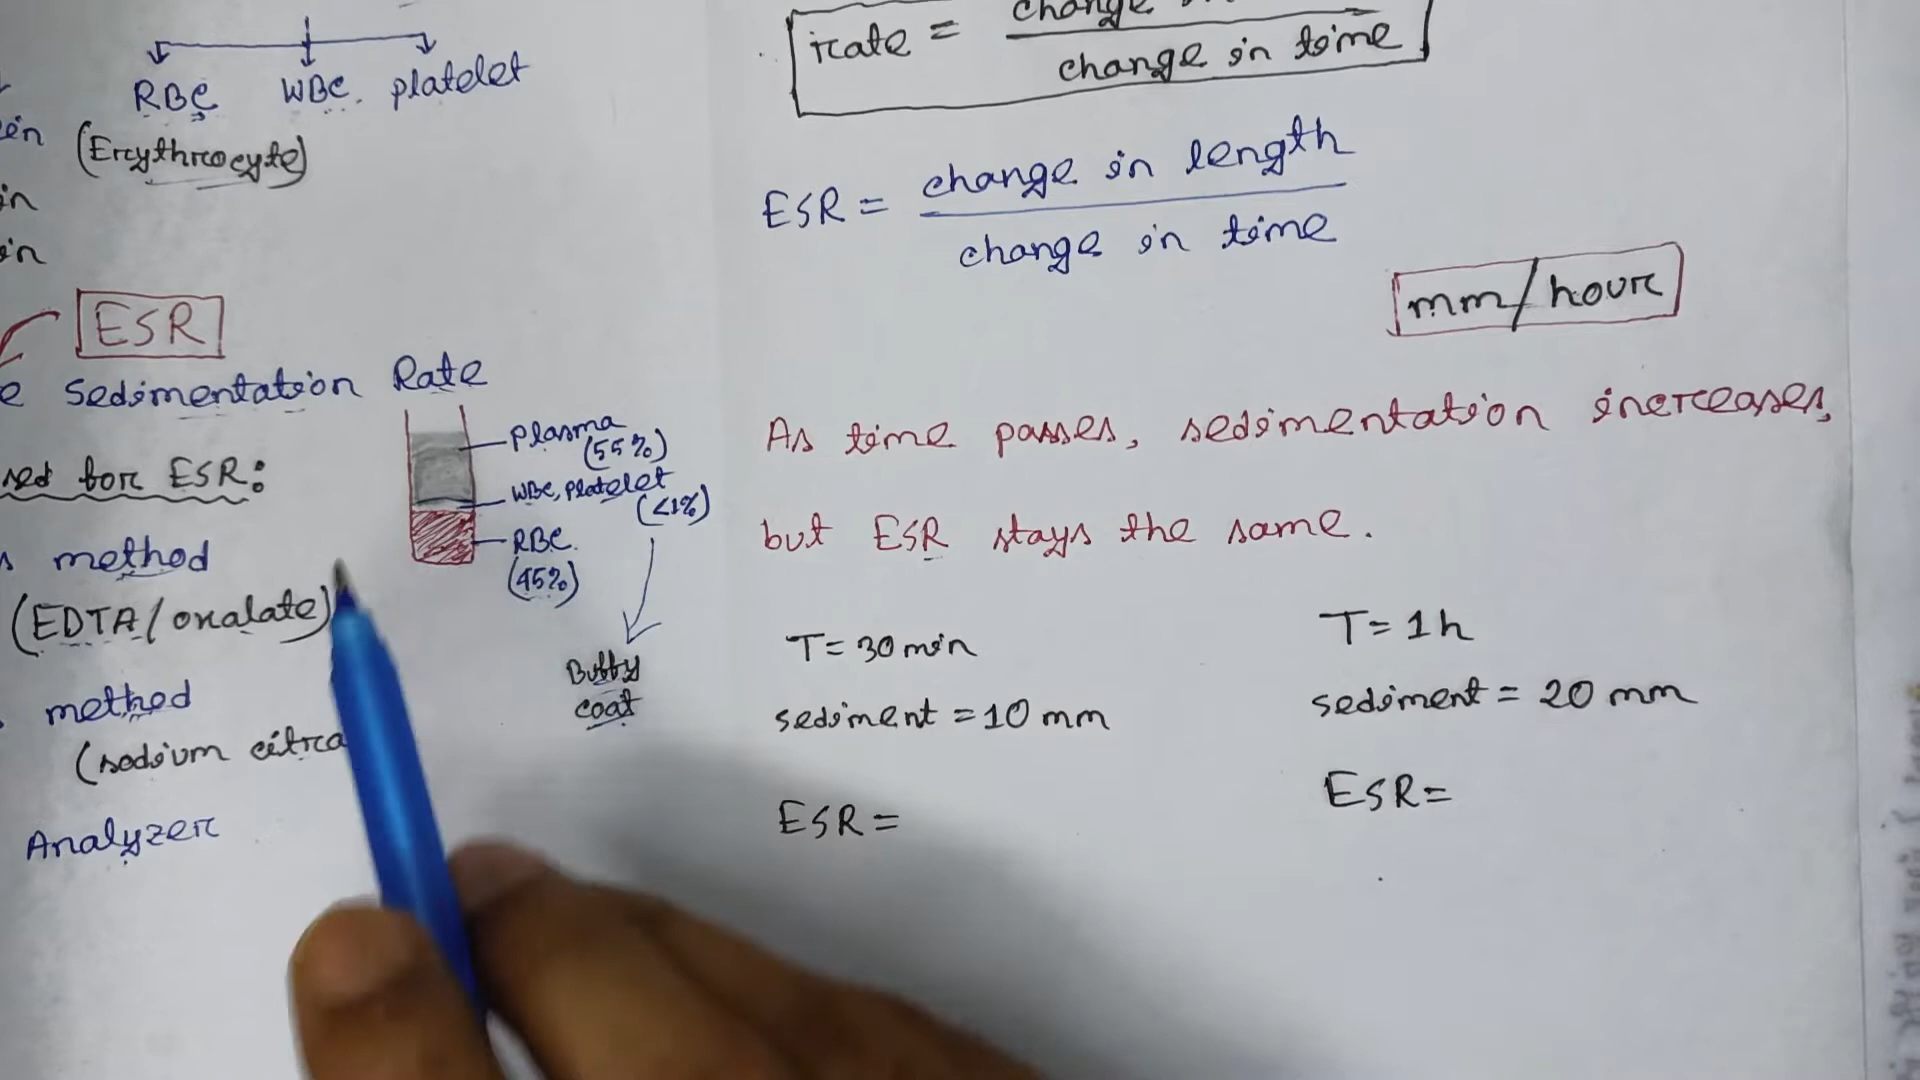 RBC WBC platelet
(Erythrocyte)
in
ESR
Sedimentation Rate
for ESR:
method
(EDTA/oxalate)
method
(sodium citra
Analyzer
Plasma
(55%)
WBC, platelet
(<1%)
RBC
(45%)
Buffy
coat
rate = change
change in time
ESR = change in length
change in time
mm/hour
As time passes, sedimentation increases,
but ESR stays the same.
T= 30 min
sediment = 10 mm
ESR =
T= 1h
sediment = 20 mm
ESR=